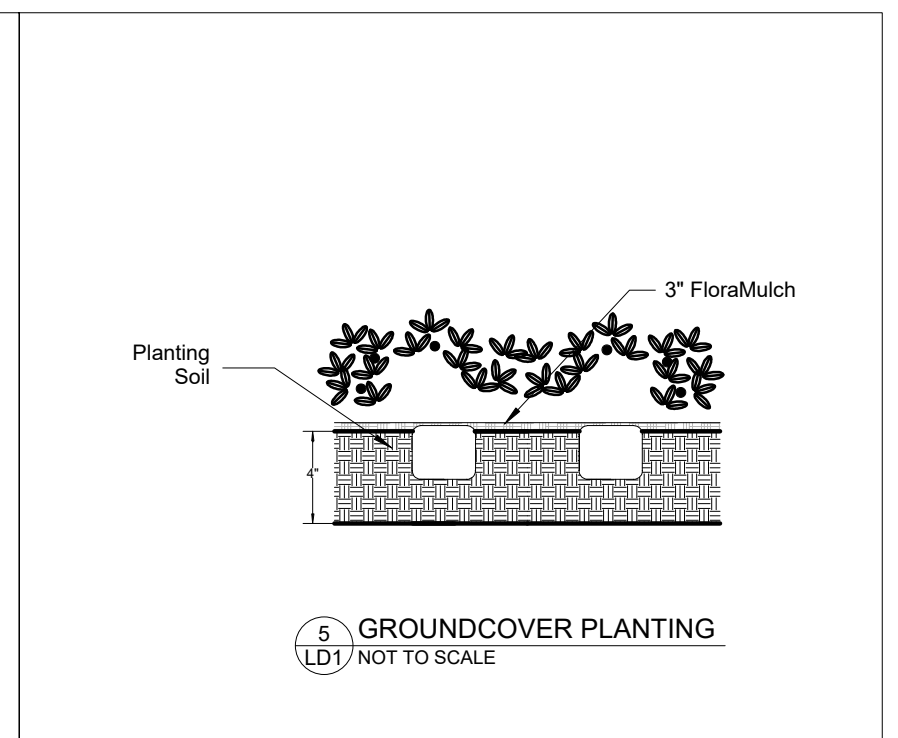 3" FloraMulch
Planting
Soil
4"
5
LD1
GROUNDCOVER PLANTING
NOT TO SCALE